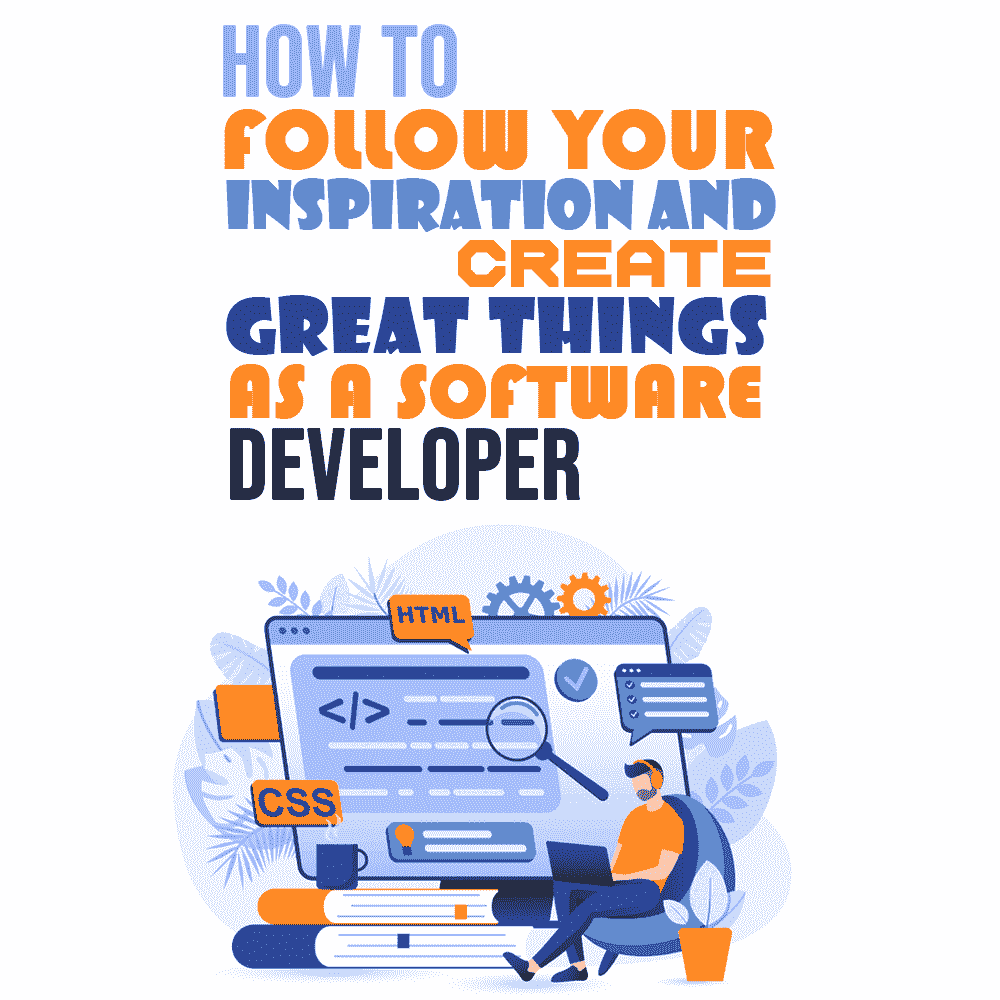 HOW TO
FOLLOW YOUR
INSPIRATION AND
CREATE
GREAT THINGS
AS A SOFTWARE
DEVELOPER
HTML
</>
CSS